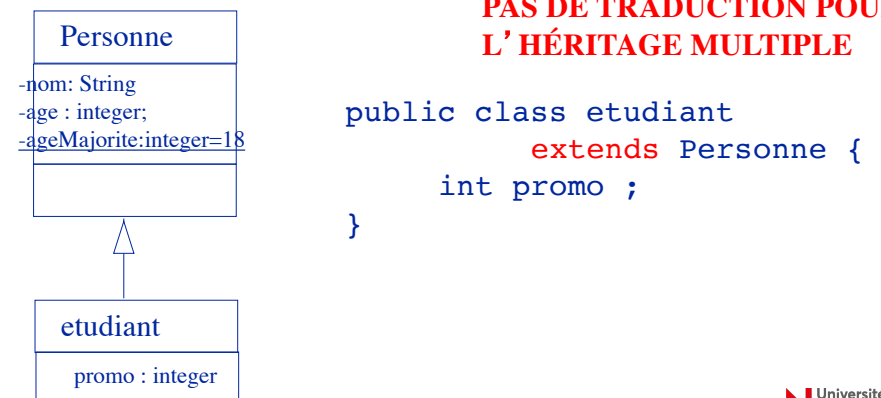 PAS DE TRADUCTION POU
L'HÉRITAGE MULTIPLE
Personne
-nom: String
-age : integer;
-ageMajorite:integer=18
public class etudiant
extends Personne {
int promo ;
}
etudiant
promo : integer
Universite